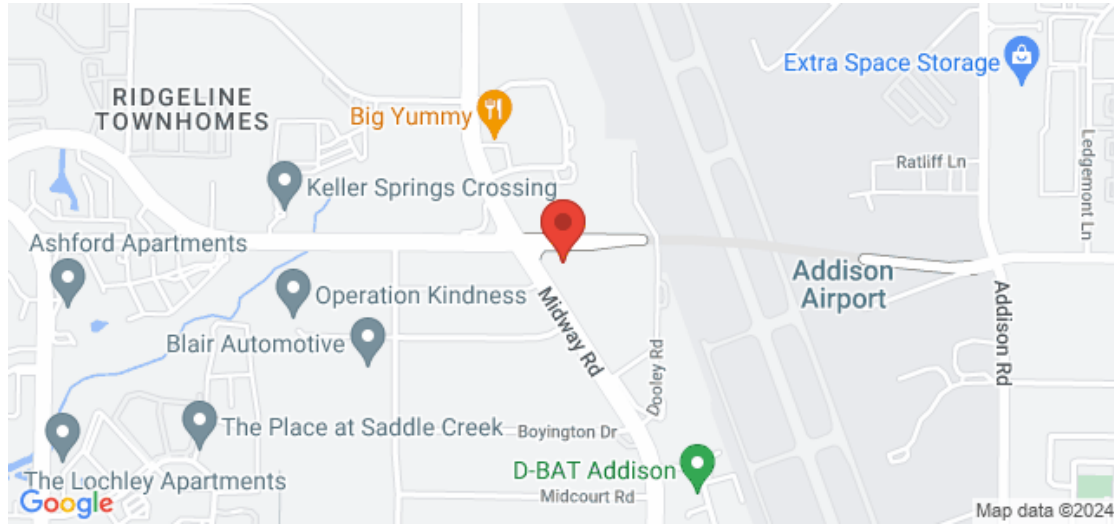 Extra Space Storage
RIDGELINE
TOWNHOMES
Big Yummy
Ratliff Ln
Ledgemont Ln
Keller Springs Crossing
Ashford Apartments
Addison
Airport
Operation Kindness
Midway Rd
Addison Rd
Blair Automotive
Dooley Rd
The Place at Saddle Creek
Boyington Dr
D-BAT Addison
The Lochley Apartments
Midcourt Rd
Google
Map data ©2024